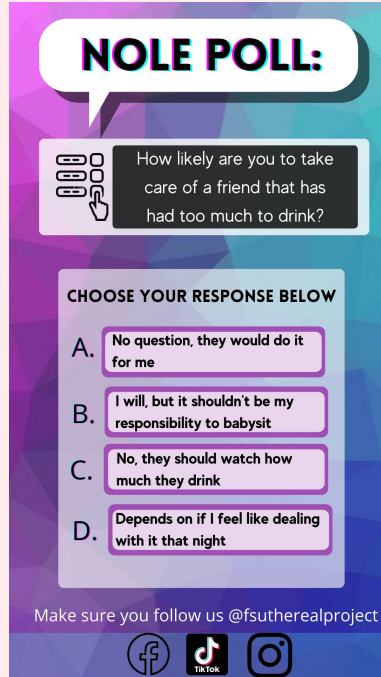 NOLE POLL:
How likely are you to take
care of a friend that has
had too much to drink?
CHOOSE YOUR RESPONSE BELOW
A. No question, they would do it
for me
B. I will, but it shouldn't be my
responsibility to babysit
C. No, they should watch how
much they drink
D. Depends on if I feel like dealing
with it that night
Make sure you follow us @fsutherealproject
TikTok